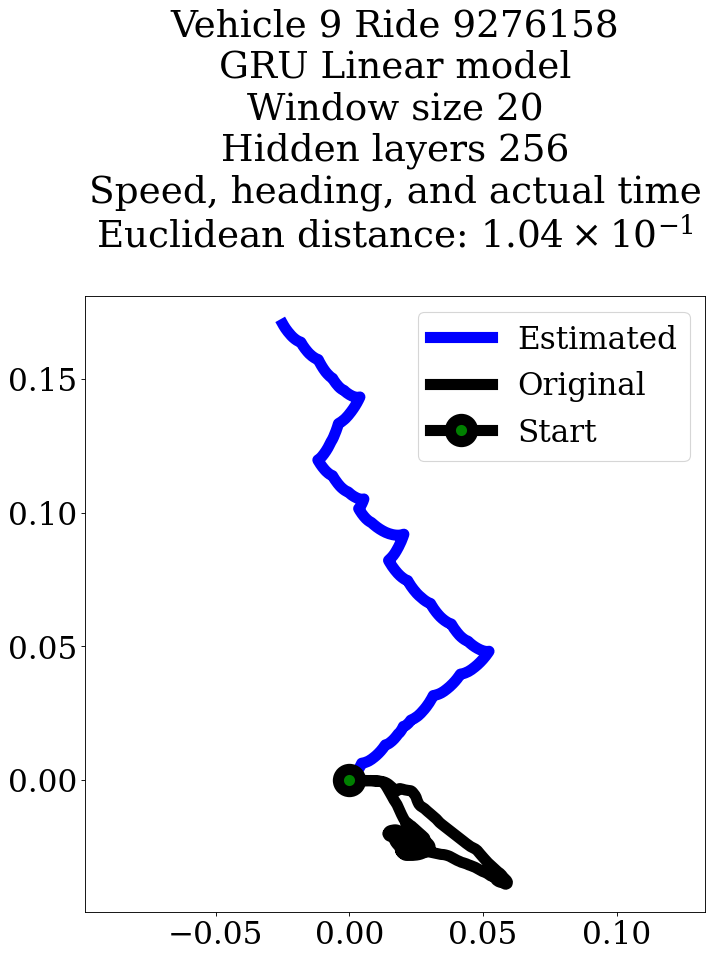 Vehicle 9 Ride 9276158
GRU Linear model
Window size 20
Hidden layers 256
Speed, heading, and actual time
Euclidean distance: 1.04 × 10⁻¹
Estimated
Original
Start
0.15
0.10
0.05
0.00
−0.05 0.00 0.05 0.10